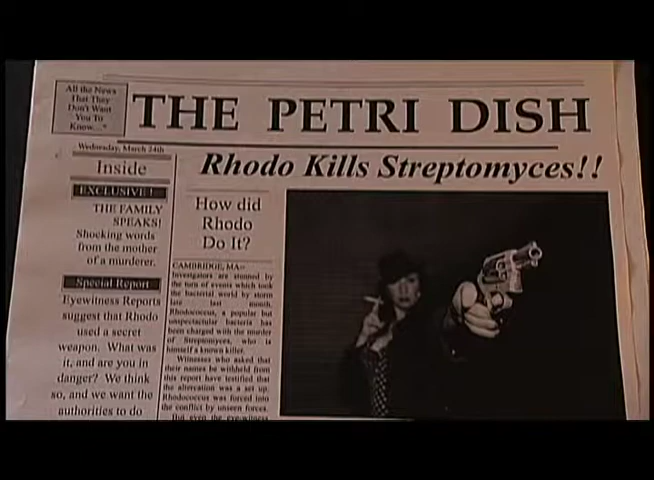 All the News
That They
Don't Want
You To
Know...."
THE PETRI DISH
Wednesday, March 24th
Inside
Rhodo Kills Streptomyces!!
EXCLUSIVE !
THE FAMILY
SPEAKS!
Shocking words
from the mother
of a murderer.
Special Report
Eyewitness Reports
suggest that Rhodo
used a secret
weapon. What was
it, and are you in
danger? We think
so, and we want the
authorities to do
How did
Rhodo
Do It?
CAMBRIDGE, MA--
Investigators are stunned by
the turn of events which took
the bacterial world by storm
late last month.
Rhodococcus, a popular but
unspectacular bacteria has
been charged with the murder
of Streptomyces, who is
himself a known killer.
Witnesses who asked that
their names be withheld from
this report have testified that
the altercation was a set up.
Rhodococcus was forced into
the conflict by unseen forces.
But even the eye-witness